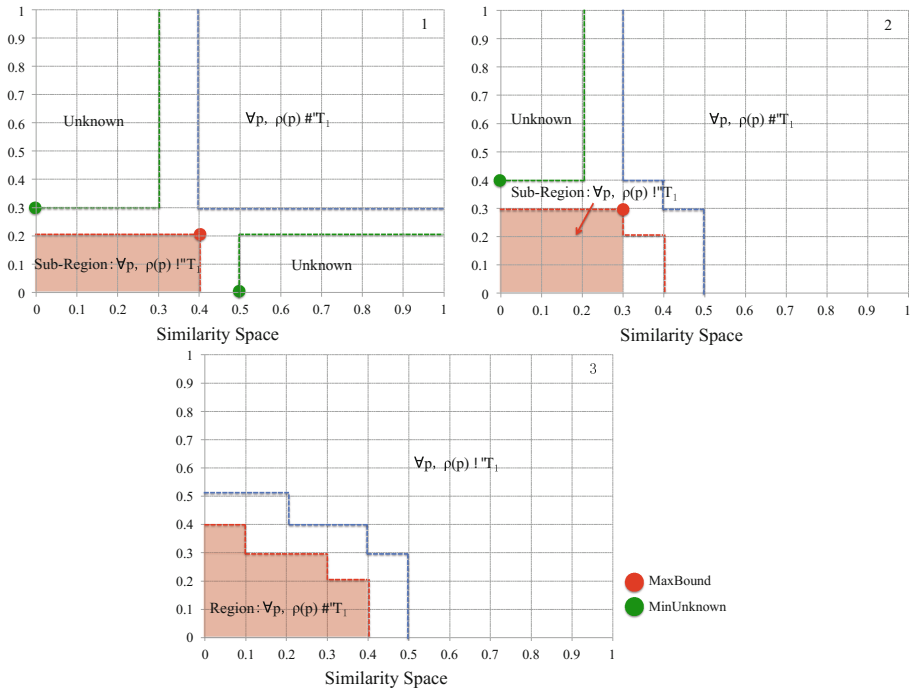 1
1
0.9
0.8
0.7
0.6
0.5
0.4
0.3
0.2
0.1
0
Unknown
∀p, ρ(p) #"T₁
Sub-Region: ∀p, ρ(p) !"T₁
Unknown
0 0.1 0.2 0.3 0.4 0.5 0.6 0.7 0.8 0.9 1
Similarity Space
2
1
0.9
0.8
0.7
0.6
0.5
0.4
0.3
0.2
0.1
0
Unknown
∀p, ρ(p) #"T₁
Sub-Region: ∀p, ρ(p) !"T₁
0 0.1 0.2 0.3 0.4 0.5 0.6 0.7 0.8 0.9 1
Similarity Space
3
1
0.9
0.8
0.7
0.6
0.5
0.4
0.3
0.2
0.1
0
∀p, ρ(p) !"T₁
Region: ∀p, ρ(p) #"T₁
0 0.1 0.2 0.3 0.4 0.5 0.6 0.7 0.8 0.9 1
Similarity Space
MaxBound
MinUnknown